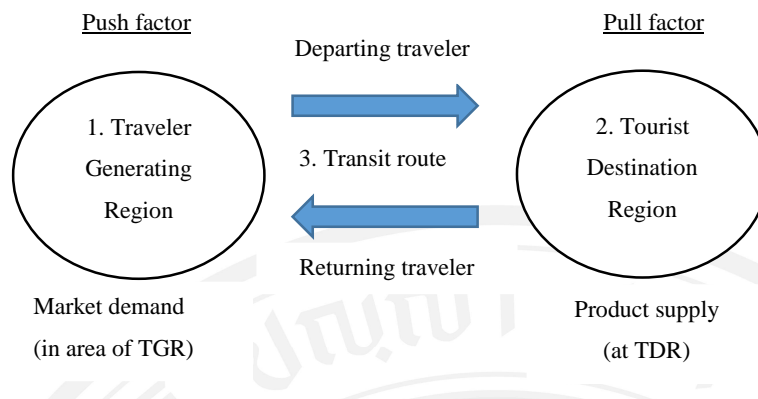 Push factor
Pull factor
Departing traveler
1. Traveler
Generating
Region
2. Tourist
Destination
Region
3. Transit route
Returning traveler
Market demand
(in area of TGR)
Product supply
(at TDR)